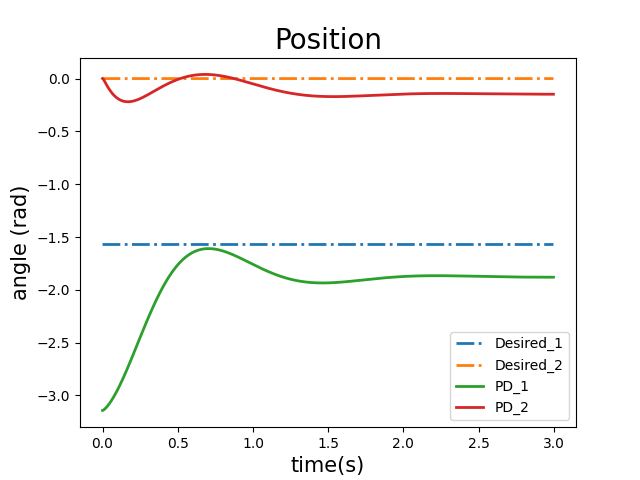 Position
angle (rad)
0.0
−0.5
−1.0
−1.5
−2.0
−2.5
−3.0
Desired_1
Desired_2
PD_1
PD_2
0.0 0.5 1.0 1.5 2.0 2.5 3.0
time(s)